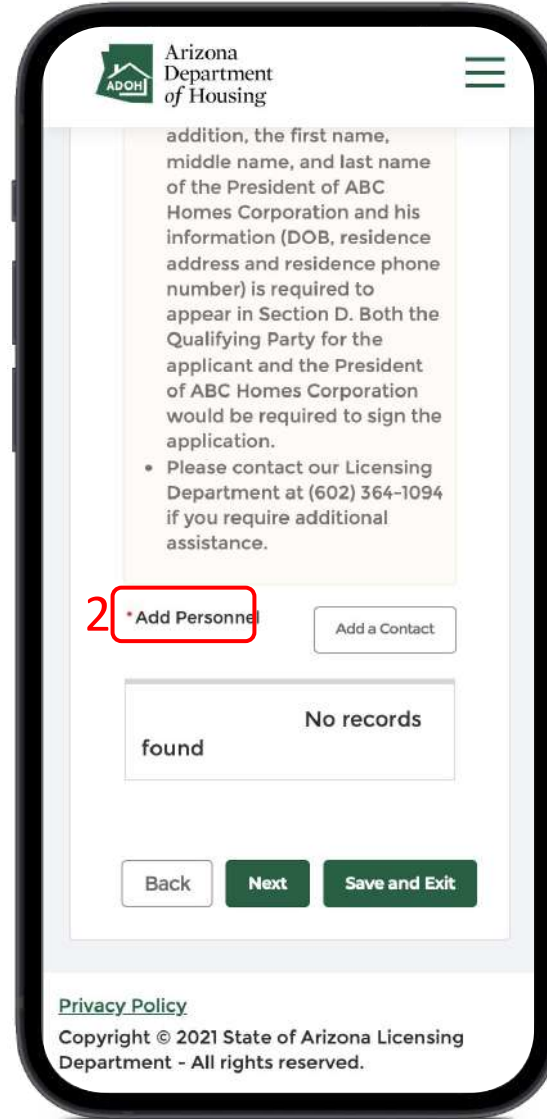 Arizona
Department
of Housing
ADOH
addition, the first name,
middle name, and last name
of the President of ABC
Homes Corporation and his
information (DOB, residence
address and residence phone
number) is required to
appear in Section D. Both the
Qualifying Party for the
applicant and the President
of ABC Homes Corporation
would be required to sign the
application.
• Please contact our Licensing
Department at (602) 364-1094
if you require additional
assistance.
2 *Add Personnel
Add a Contact
No records
found
Back Next Save and Exit
Privacy Policy
Copyright © 2021 State of Arizona Licensing
Department - All rights reserved.